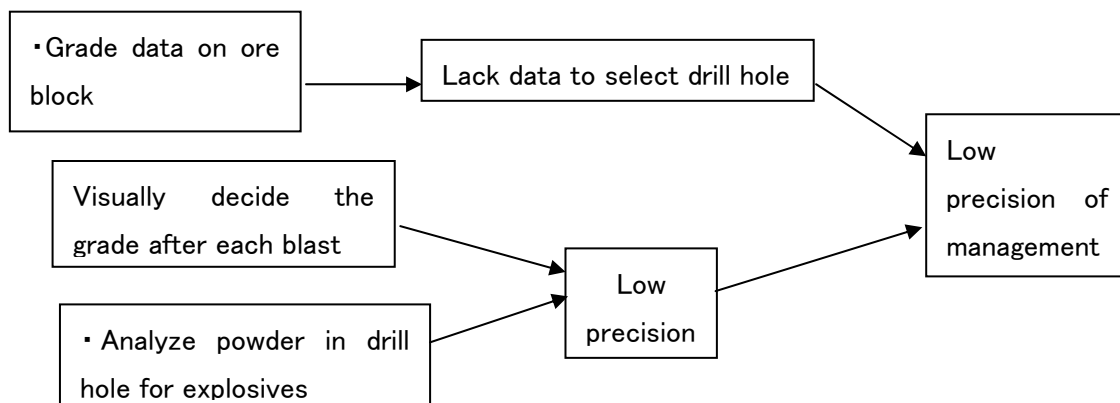 ・Grade data on ore
block
Lack data to select drill hole
Visually decide the
grade after each blast
・Analyze powder in drill
hole for explosives
Low
precision
Low
precision of
management